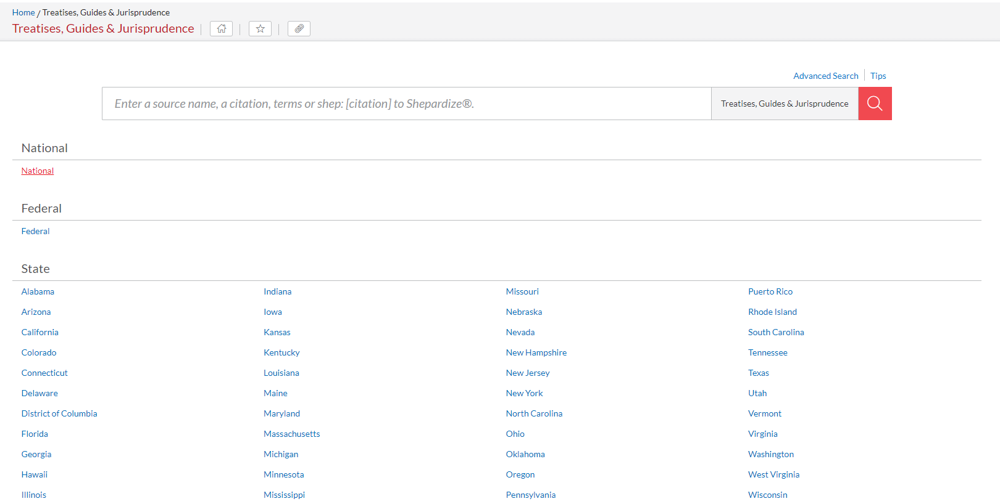 Home / Treatises, Guides & Jurisprudence
Treatises, Guides & Jurisprudence
Advanced Search Tips
Enter a source name, a citation, terms or shep: [citation] to Shepardize®. Treatises, Guides & Jurisprudence
National
National
Federal
Federal
State
Alabama Indiana Missouri Puerto Rico
Arizona Iowa Nebraska Rhode Island
California Kansas Nevada South Carolina
Colorado Kentucky New Hampshire Tennessee
Connecticut Louisiana New Jersey Texas
Delaware Maine New York Utah
District of Columbia Maryland North Carolina Vermont
Florida Massachusetts Ohio Virginia
Georgia Michigan Oklahoma Washington
Hawaii Minnesota Oregon West Virginia
Illinois Mississippi Pennsylvania Wisconsin